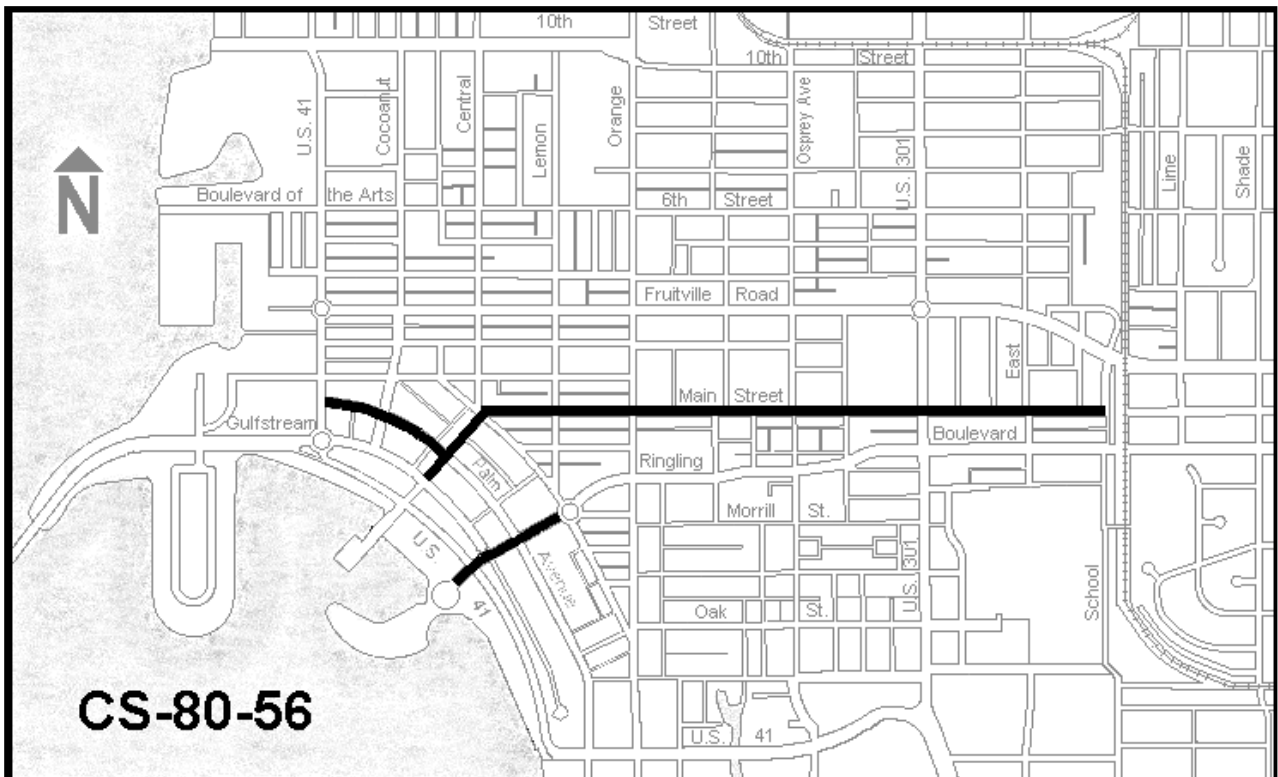 10th Street
10th Street
U.S. 41
Cocoanut
Central
Lemon
Orange
Osprey Ave
U.S. 301
Lime
Shade
N
Boulevard of the Arts
6th Street
Fruitville Road
East
Main Street
Gulfstream
Boulevard
Ringling
Palm
Avenue
Morrill St.
U.S. 41
U.S. 301
School
Oak St.
CS-80-56
U.S. 41